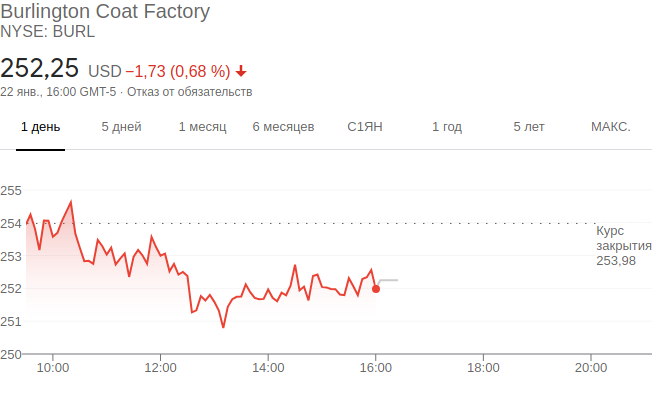 Burlington Coat Factory
NYSE: BURL
252,25 USD −1,73 (0,68 %) ↓
22 янв., 16:00 GMT-5 · Отказ от обязательств
1 день 5 дней 1 месяц 6 месяцев С1ЯН 1 год 5 лет МАКС.
255
254
Курс
закрытия
253,98
253
252
251
250
10:00 12:00 14:00 16:00 18:00 20:00